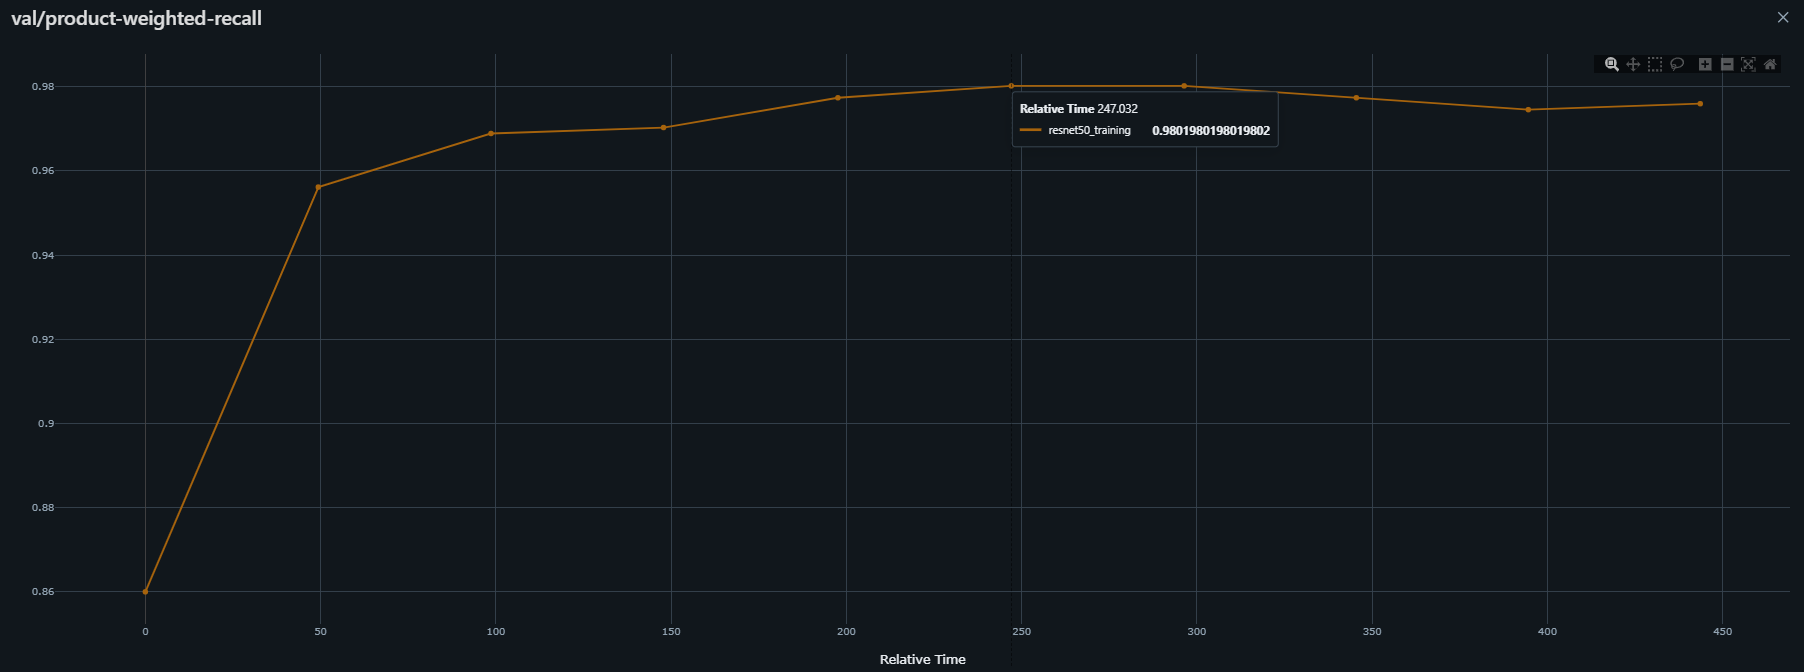 val/product-weighted-recall
0.98
0.96
0.94
0.92
0.9
0.88
0.86
Relative Time 247.032
resnet50_training 0.9801980198019802
0 50 100 150 200 250 300 350 400 450
Relative Time